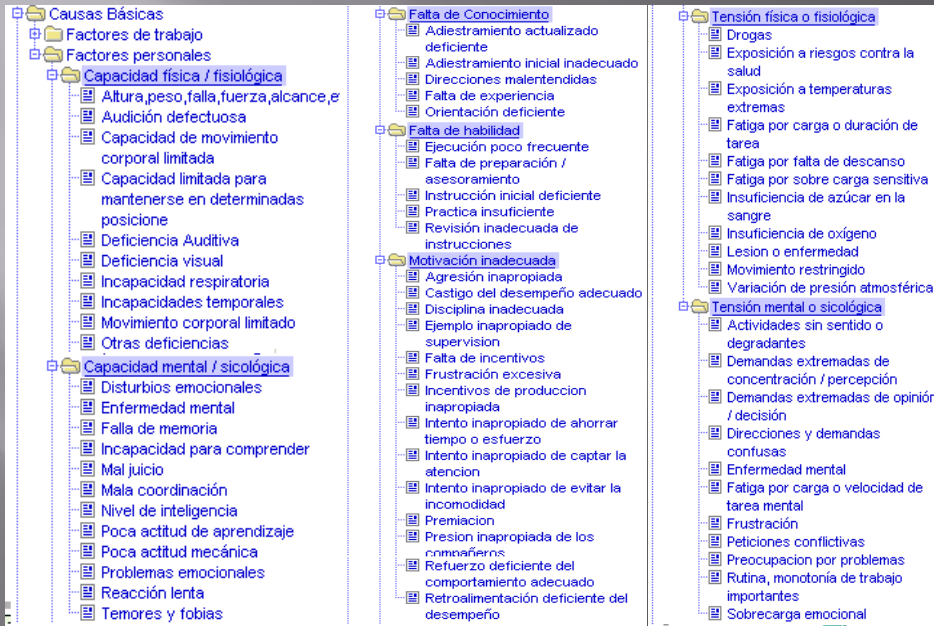 Causas Básicas
Factores de trabajo
Factores personales
Capacidad física / fisiológica
Altura,peso,falla,fuerza,alcance,e
Audición defectuosa
Capacidad de movimiento
corporal limitada
Capacidad limitada para
mantenerse en determinadas
posicione
Deficiencia Auditiva
Deficiencia visual
Incapacidad respiratoria
Incapacidades temporales
Movimiento corporal limitado
Otras deficiencias
Capacidad mental / sicológica
Disturbios emocionales
Enfermedad mental
Falla de memoria
Incapacidad para comprender
Mal juicio
Mala coordinación
Nivel de inteligencia
Poca actitud de aprendizaje
Poca actitud mecánica
Problemas emocionales
Reacción lenta
Temores y fobias
Falta de Conocimiento
Adiestramiento actualizado
deficiente
Adiestramiento inicial inadecuado
Direcciones malentendidas
Falta de experiencia
Orientación deficiente
Falta de habilidad
Ejecución poco frecuente
Falta de preparación /
asesoramiento
Instrucción inicial deficiente
Practica insuficiente
Revisión inadecuada de
instrucciones
Motivación inadecuada
Agresión inapropiada
Castigo del desempeño adecuado
Disciplina inadecuada
Ejemplo inapropiado de
supervision
Falta de incentivos
Frustración excesiva
Incentivos de produccion
inapropiada
Intento inapropiado de ahorrar
tiempo o esfuerzo
Intento inapropiado de captar la
atencion
Intento inapropiado de evitar la
incomodidad
Premiacion
Presion inapropiada de los
compañeros
Refuerzo deficiente del
comportamiento adecuado
Retroalimentación deficiente del
desempeño
Tensión física o fisiológica
Drogas
Exposición a riesgos contra la
salud
Exposición a temperaturas
extremas
Fatiga por carga o duración de
tarea
Fatiga por falta de descanso
Fatiga por sobre carga sensitiva
Insuficiencia de azúcar en la
sangre
Insuficiencia de oxígeno
Lesion o enfermedad
Movimiento restringido
Variación de presión atmosférica
Tensión mental o sicológica
Actividades sin sentido o
degradantes
Demandas extremadas de
concentración / percepción
Demandas extremadas de opinión
/ decisión
Direcciones y demandas
confusas
Enfermedad mental
Fatiga por carga o velocidad de
tarea mental
Frustración
Peticiones conflictivas
Preocupacion por problemas
Rutina, monotonía de trabajo
importantes
Sobrecarga emocional